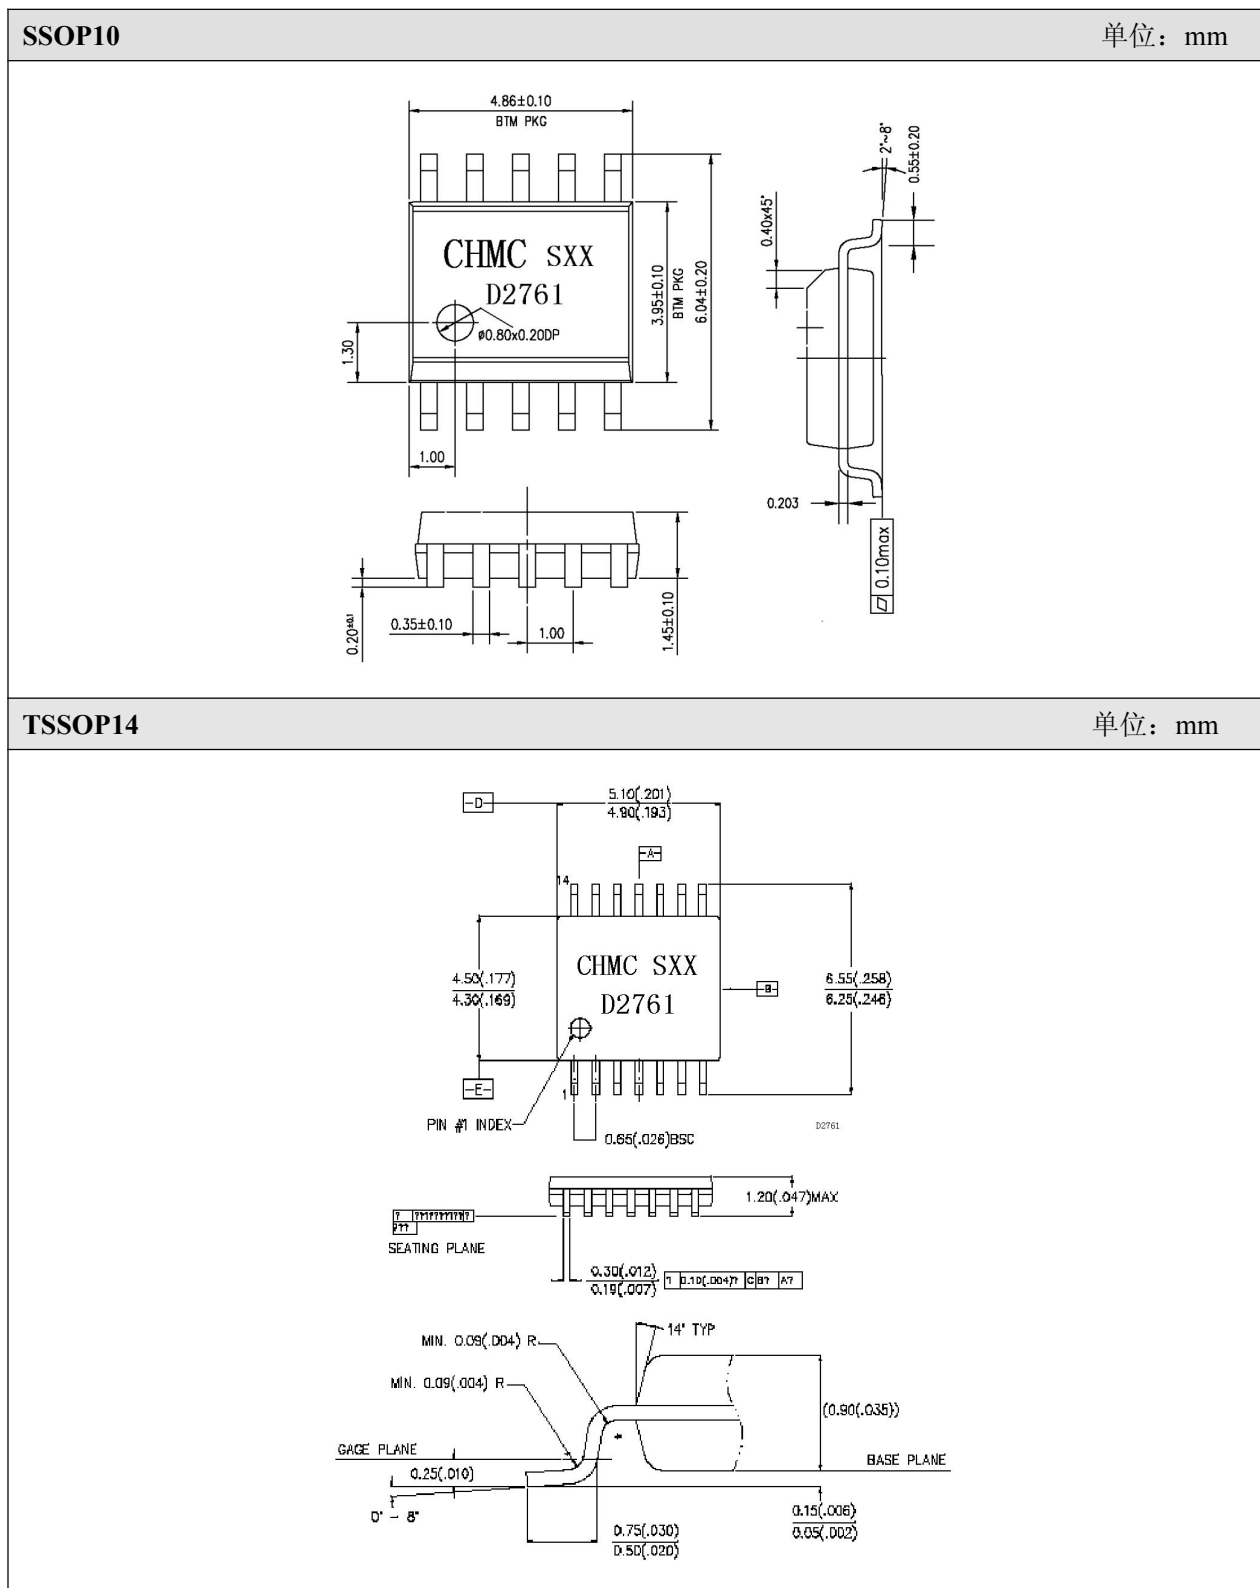 SSOP10 单位：mm
4.86±0.10
BTM PKG
CHMC SXX
D2761
ø0.80x0.20DP
1.30
1.00
3.95±0.10
BTM PKG
6.04±0.20
0.40x45°
2°~8°
0.55±0.20
0.203
0.10max
0.20±0.1
0.35±0.10
1.00
1.45±0.10
TSSOP14 单位：mm
-D-
5.10(.201)
4.90(.193)
-A-
14
4.50(.177)
4.30(.169)
CHMC SXX
D2761
-B-
6.55(.258)
6.25(.246)
-E-
1
PIN #1 INDEX
0.65(.026)BSC
D2761
1.20(.047)MAX
SEATING PLANE
0.30(.012)
0.19(.007)
? 0.10(.004)? C B? A?
MIN. 0.09(.004) R
14° TYP
MIN. 0.09(.004) R
(0.90(.035))
GAGE PLANE
BASE PLANE
0.25(.010)
0° - 8°
0.75(.030)
0.50(.020)
0.15(.006)
0.05(.002)